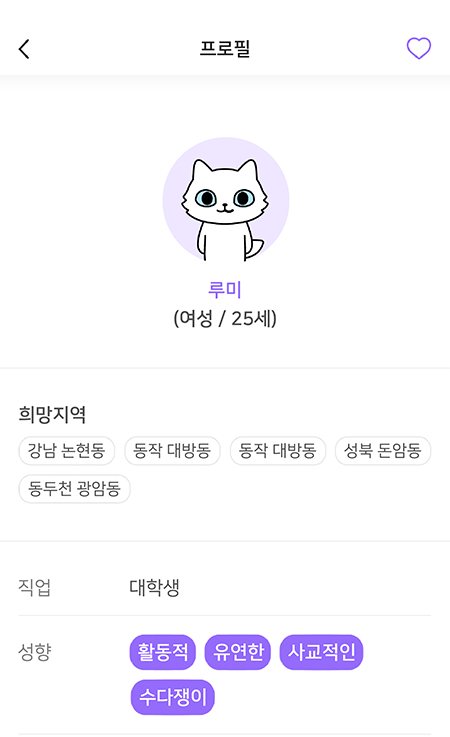 프로필
루미
(여성 / 25세)
희망지역
강남 논현동 동작 대방동 동작 대방동 성북 돈암동
동두천 광암동
직업 대학생
성향 활동적 유연한 사교적인
수다쟁이